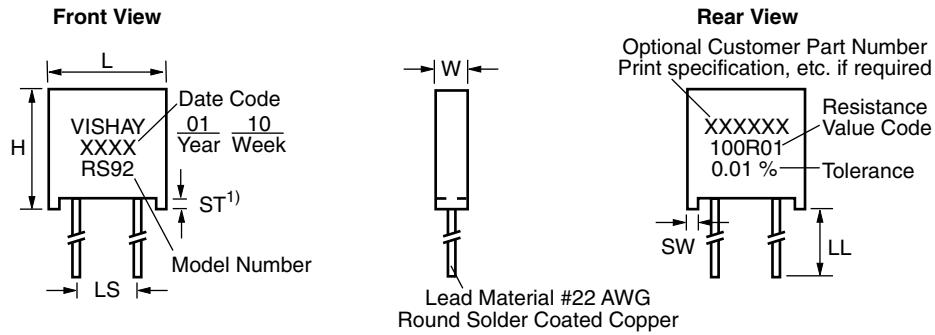 Front View
L
H
VISHAY
XXXX
RS92
Date Code
01 10
Year Week
ST1)
Model Number
LS
W
Lead Material #22 AWG
Round Solder Coated Copper
Rear View
Optional Customer Part Number
Print specification, etc. if required
XXXXXX
100R01
0.01 %
Resistance
Value Code
Tolerance
SW
LL